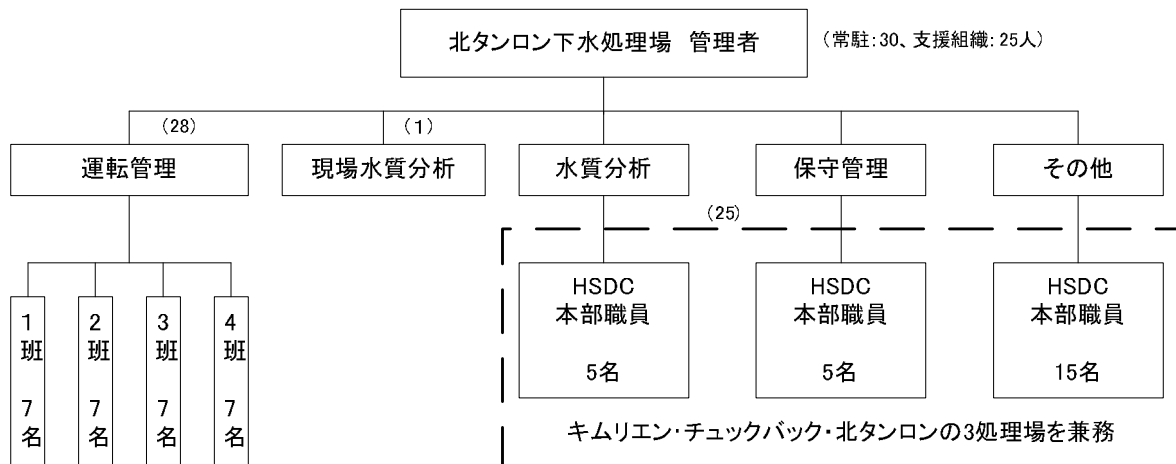 北タンロン下水処理場 管理者
(常駐:30、支援組織:25人)
(28)
(1)
運転管理
現場水質分析
水質分析
保守管理
その他
(25)
1班 7名
2班 7名
3班 7名
4班 7名
HSDC
本部職員
5名
HSDC
本部職員
5名
HSDC
本部職員
15名
キムリエン・チュックバック・北タンロンの3処理場を兼務